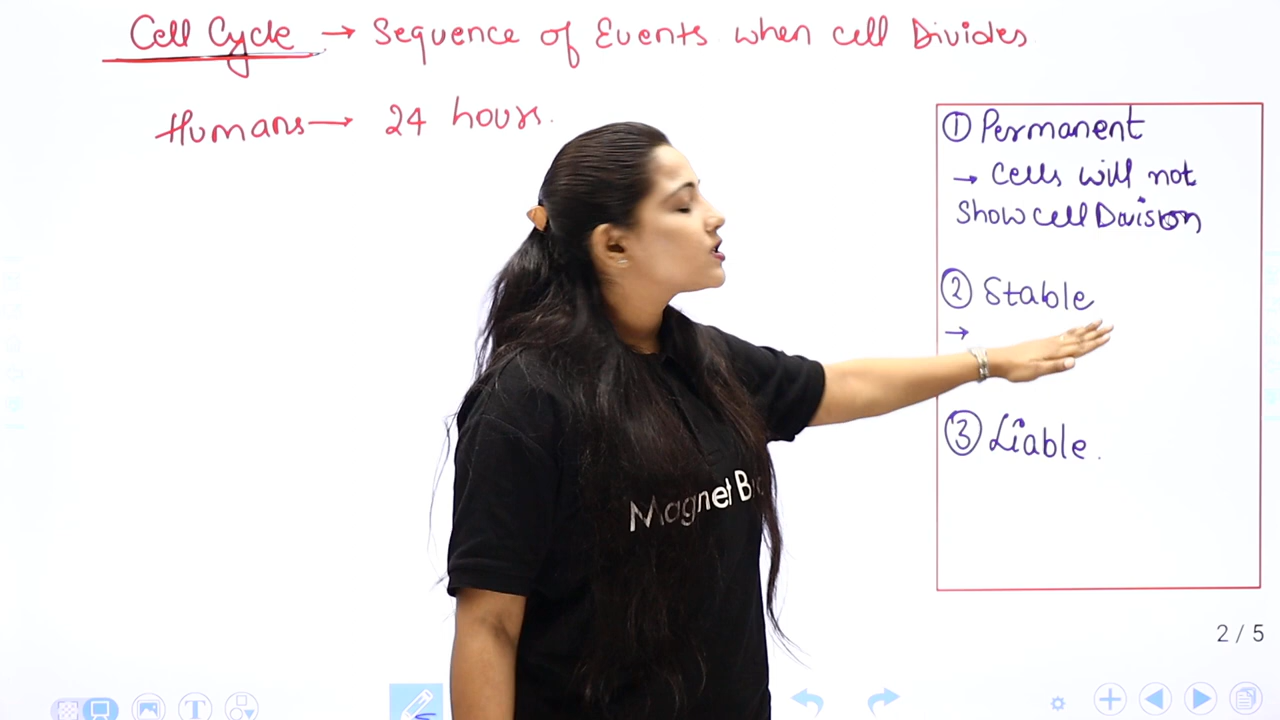 Cell Cycle → Sequence of Events when cell Divides
Humans → 24 hours.
① Permanent
→ Cells will not
Show cell Division
② Stable
→
③ Liable.
Magnet B
2 / 5
T